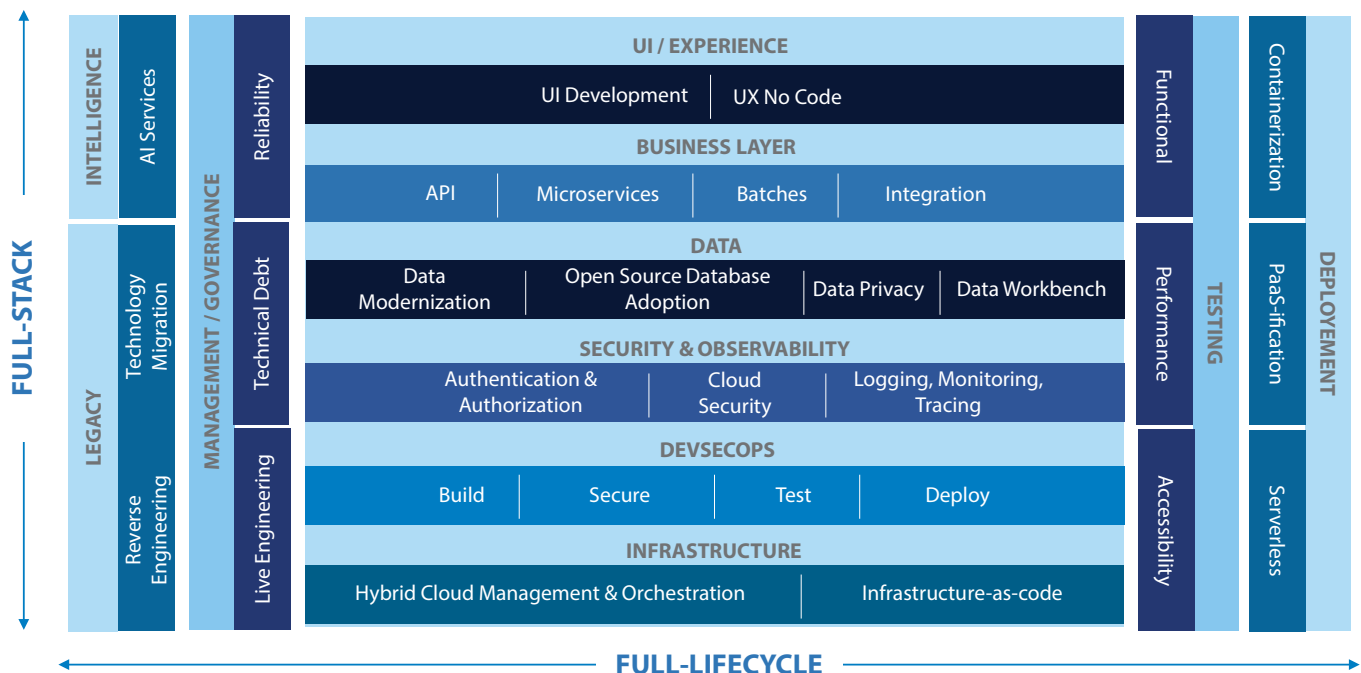 FULL-STACK
INTELLIGENCE
AI Services
LEGACY
Technology
Migration
Reverse
Engineering
MANAGEMENT / GOVERNANCE
Reliability
Technical Debt
Live Engineering
UI / EXPERIENCE
UI Development
UX No Code
BUSINESS LAYER
API
Microservices
Batches
Integration
DATA
Data
Modernization
Open Source Database
Adoption
Data Privacy
Data Workbench
SECURITY & OBSERVABILITY
Authentication &
Authorization
Cloud
Security
Logging, Monitoring,
Tracing
DEVSECOPS
Build
Secure
Test
Deploy
INFRASTRUCTURE
Hybrid Cloud Management & Orchestration
Infrastructure-as-code
Functional
Performance
Accessibility
TESTING
Containerization
PaaS-ification
Serverless
DEPLOYEMENT
FULL-LIFECYCLE